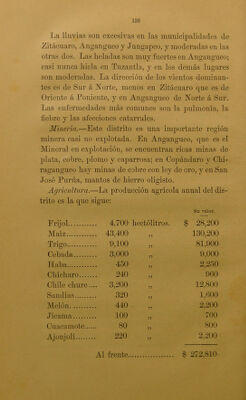 158
La lluvias son excesivas en las municipalidades de
Zitácuaro, Angangueo y Jungapeo, y moderadas en las
otras dos. Las heladas son muy fuertes en Angangueo;
casi nunca hiela en Tuzantla, y en los demás lugares
son moderadas. La dirección de los vientos dominan-
tes es de Sur á Norte, menos en Zitácuaro que es de
Oriente á Poniente, y en Angangueo de Norte á Sur.
Las enfermedades más comunes son la pulmonía, la
fiebre y las afecciones catarrales.
Minería.—Este distrito es una importante región
minera casi no explotada. En Angangueo, que es el
Mineral en explotación, se encuentran ricas minas de
plata, cobre, plomo y caparrosa; en Copándaro y Chi-
rangangueo hay minas de cobre con ley de oro, y en San
José Purúa, mantos de hierro oligisto.
Agricultura.—La producción agrícola anual del dis-
trito es la que sigue:
Su valor.
Frijol.......... 4,700 hectólitros. $ 28,200
Maíz............ 43,400 ,, 130,200
Trigo........... 9,100 ,, 81,900
Cebada.......... 3,000 ,, 9,000
Haba............ 450 ,, 2,250
Chícharo........ 240 ,, 960
Chile chure.... 3,200 ,, 12,800
Sandías......... 320 ,, 1,600
Melón........... 440 ,, 2,200
Jícama.......... 100 ,, 700
Guacamote...... 80 ,, 800
Ajonjolí........ 220 ,, 2,200
Al frente.................. $ 272,810